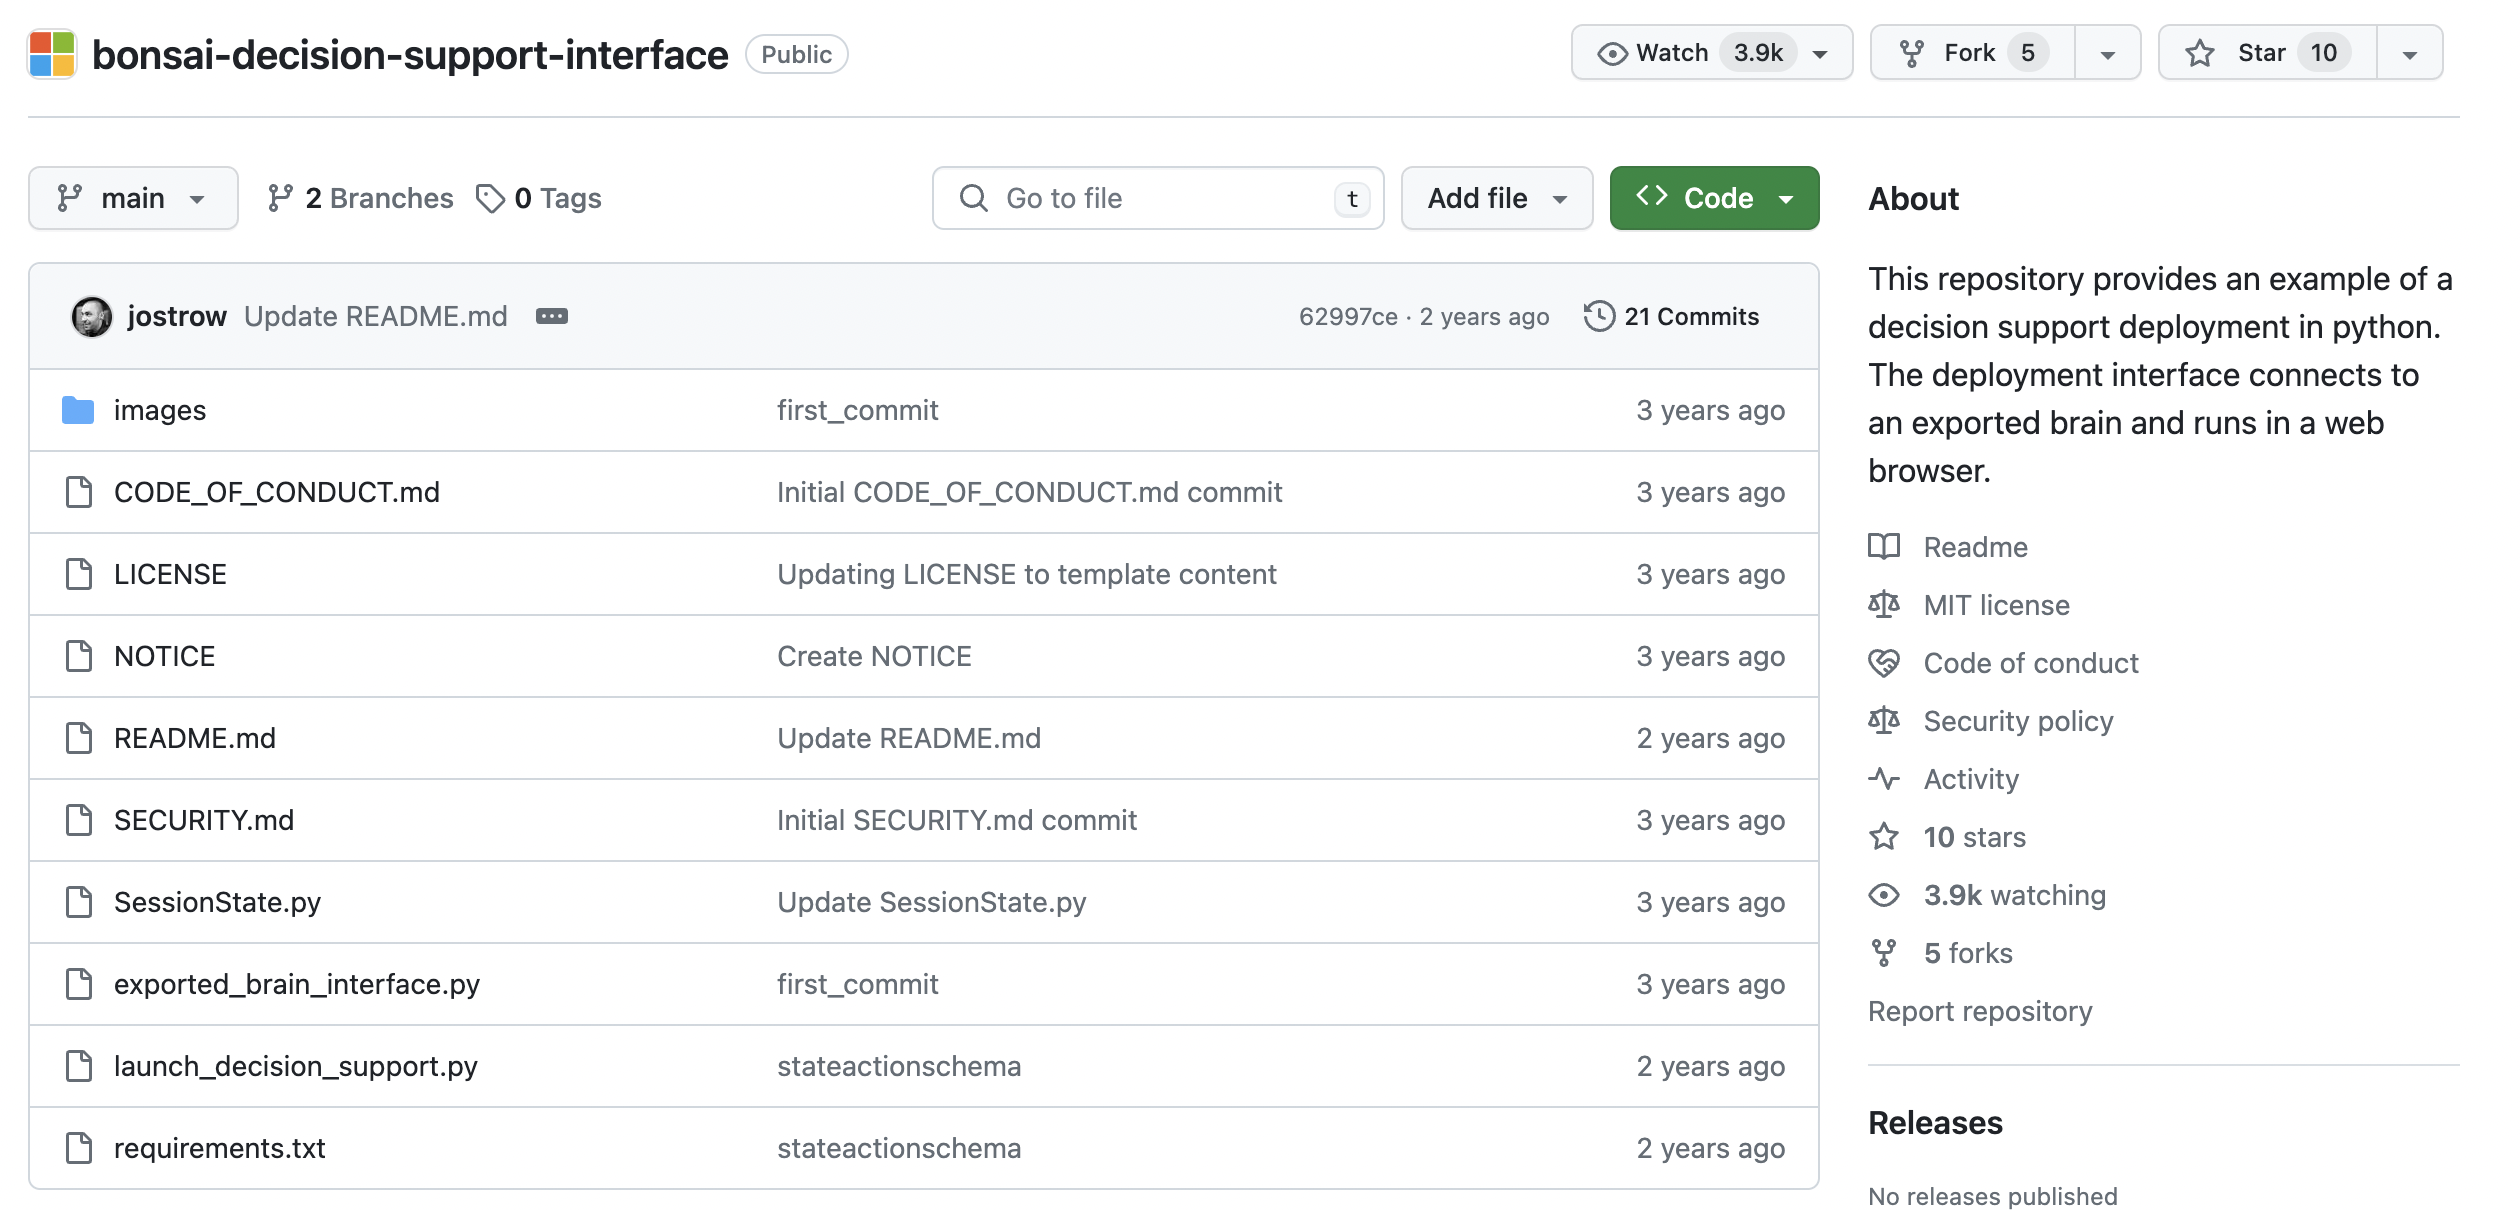 bonsai-decision-support-interface Public Watch 3.9k Fork 5 Star 10
main 2 Branches 0 Tags Go to file t Add file Code
jostrow Update README.md 62997ce · 2 years ago 21 Commits
images first_commit 3 years ago
CODE_OF_CONDUCT.md Initial CODE_OF_CONDUCT.md commit 3 years ago
LICENSE Updating LICENSE to template content 3 years ago
NOTICE Create NOTICE 3 years ago
README.md Update README.md 2 years ago
SECURITY.md Initial SECURITY.md commit 3 years ago
SessionState.py Update SessionState.py 3 years ago
exported_brain_interface.py first_commit 3 years ago
launch_decision_support.py stateactionschema 2 years ago
requirements.txt stateactionschema 2 years ago
About
This repository provides an example of a
decision support deployment in python.
The deployment interface connects to
an exported brain and runs in a web
browser.
Readme
MIT license
Code of conduct
Security policy
Activity
10 stars
3.9k watching
5 forks
Report repository
Releases
No releases published